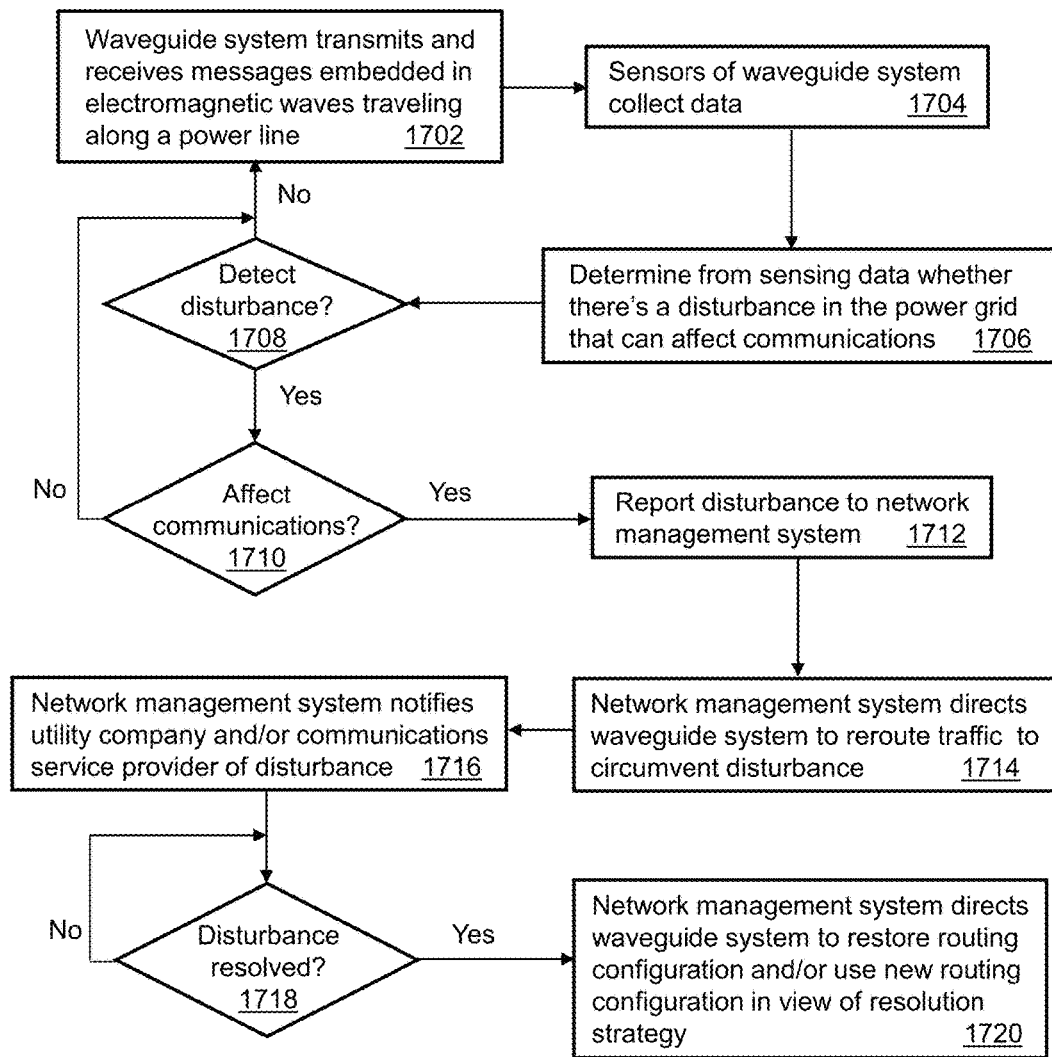 Waveguide system transmits and
receives messages embedded in
electromagnetic waves traveling
along a power line 1702
Sensors of waveguide system
collect data 1704
No
Detect
disturbance?
1708
Determine from sensing data whether
there's a disturbance in the power grid
that can affect communications 1706
Yes
No
Affect
communications?
1710
Yes
Report disturbance to network
management system 1712
Network management system notifies
utility company and/or communications
service provider of disturbance 1716
Network management system directs
waveguide system to reroute traffic to
circumvent disturbance 1714
No
Disturbance
resolved?
1718
Yes
Network management system directs
waveguide system to restore routing
configuration and/or use new routing
configuration in view of resolution
strategy 1720